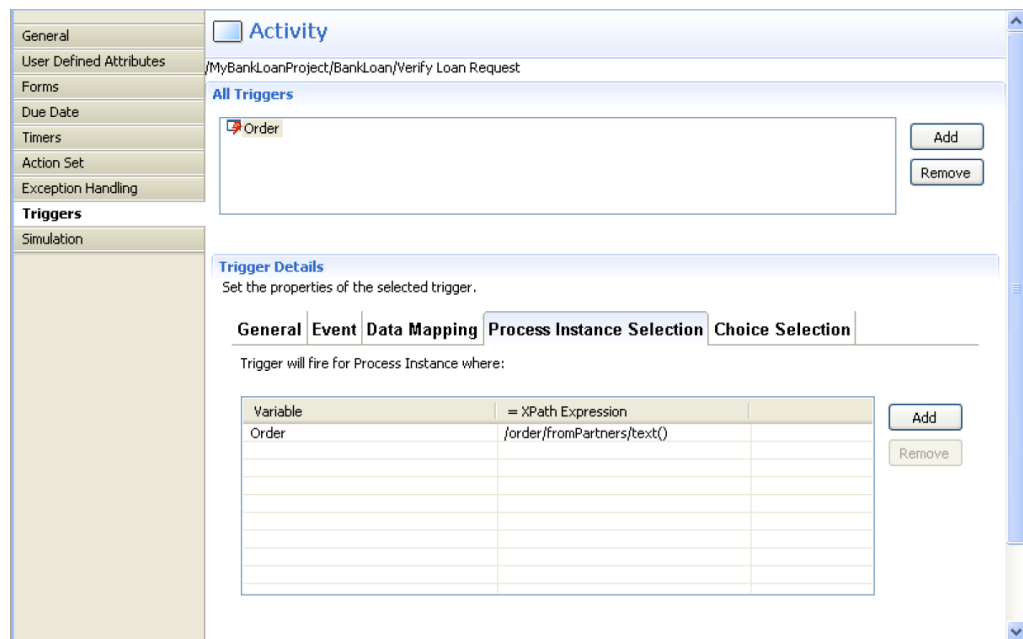 General
User Defined Attributes
Forms
Due Date
Timers
Action Set
Exception Handling
Triggers
Simulation
Activity
/MyBankLoanProject/BankLoan/Verify Loan Request
All Triggers
Order
Add
Remove
Trigger Details
Set the properties of the selected trigger.
General Event Data Mapping Process Instance Selection Choice Selection
Trigger will fire for Process Instance where:
Variable = XPath Expression
Order /order/fromPartners/text()
Add
Remove